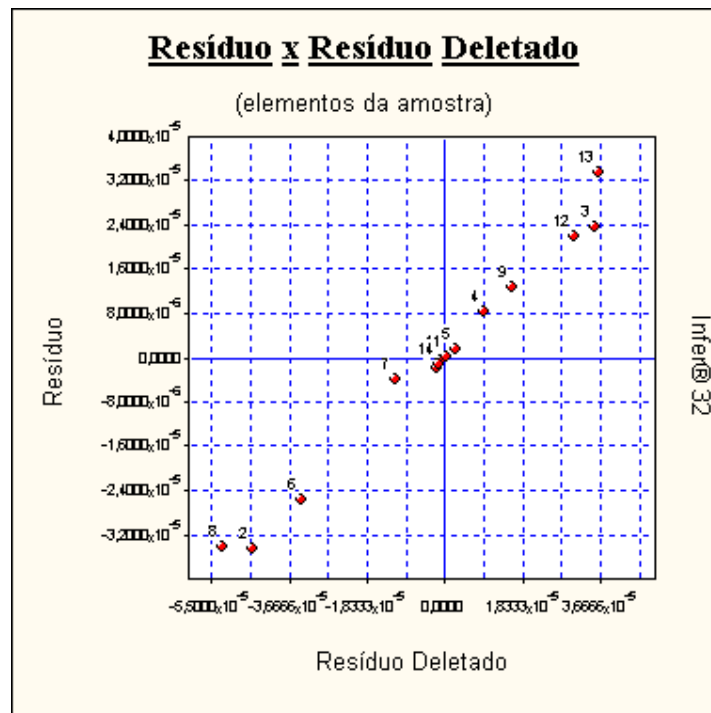 Resíduo x Resíduo Deletado
(elementos da amostra)
Resíduo
4,0000x10⁻⁵
3,2000x10⁻⁵
2,4000x10⁻⁵
1,6000x10⁻⁵
8,0000x10⁻⁶
0,0000
-8,0000x10⁻⁶
-1,6000x10⁻⁵
-2,4000x10⁻⁵
-3,2000x10⁻⁵
13
3
12
9
4
5
14
7
6
2
8
-5,5000x10⁻⁵ -3,6666x10⁻⁵ -1,8333x10⁻⁵ 0,0000 1,8333x10⁻⁵ 3,6666x10⁻⁵
Resíduo Deletado
Infer® 32